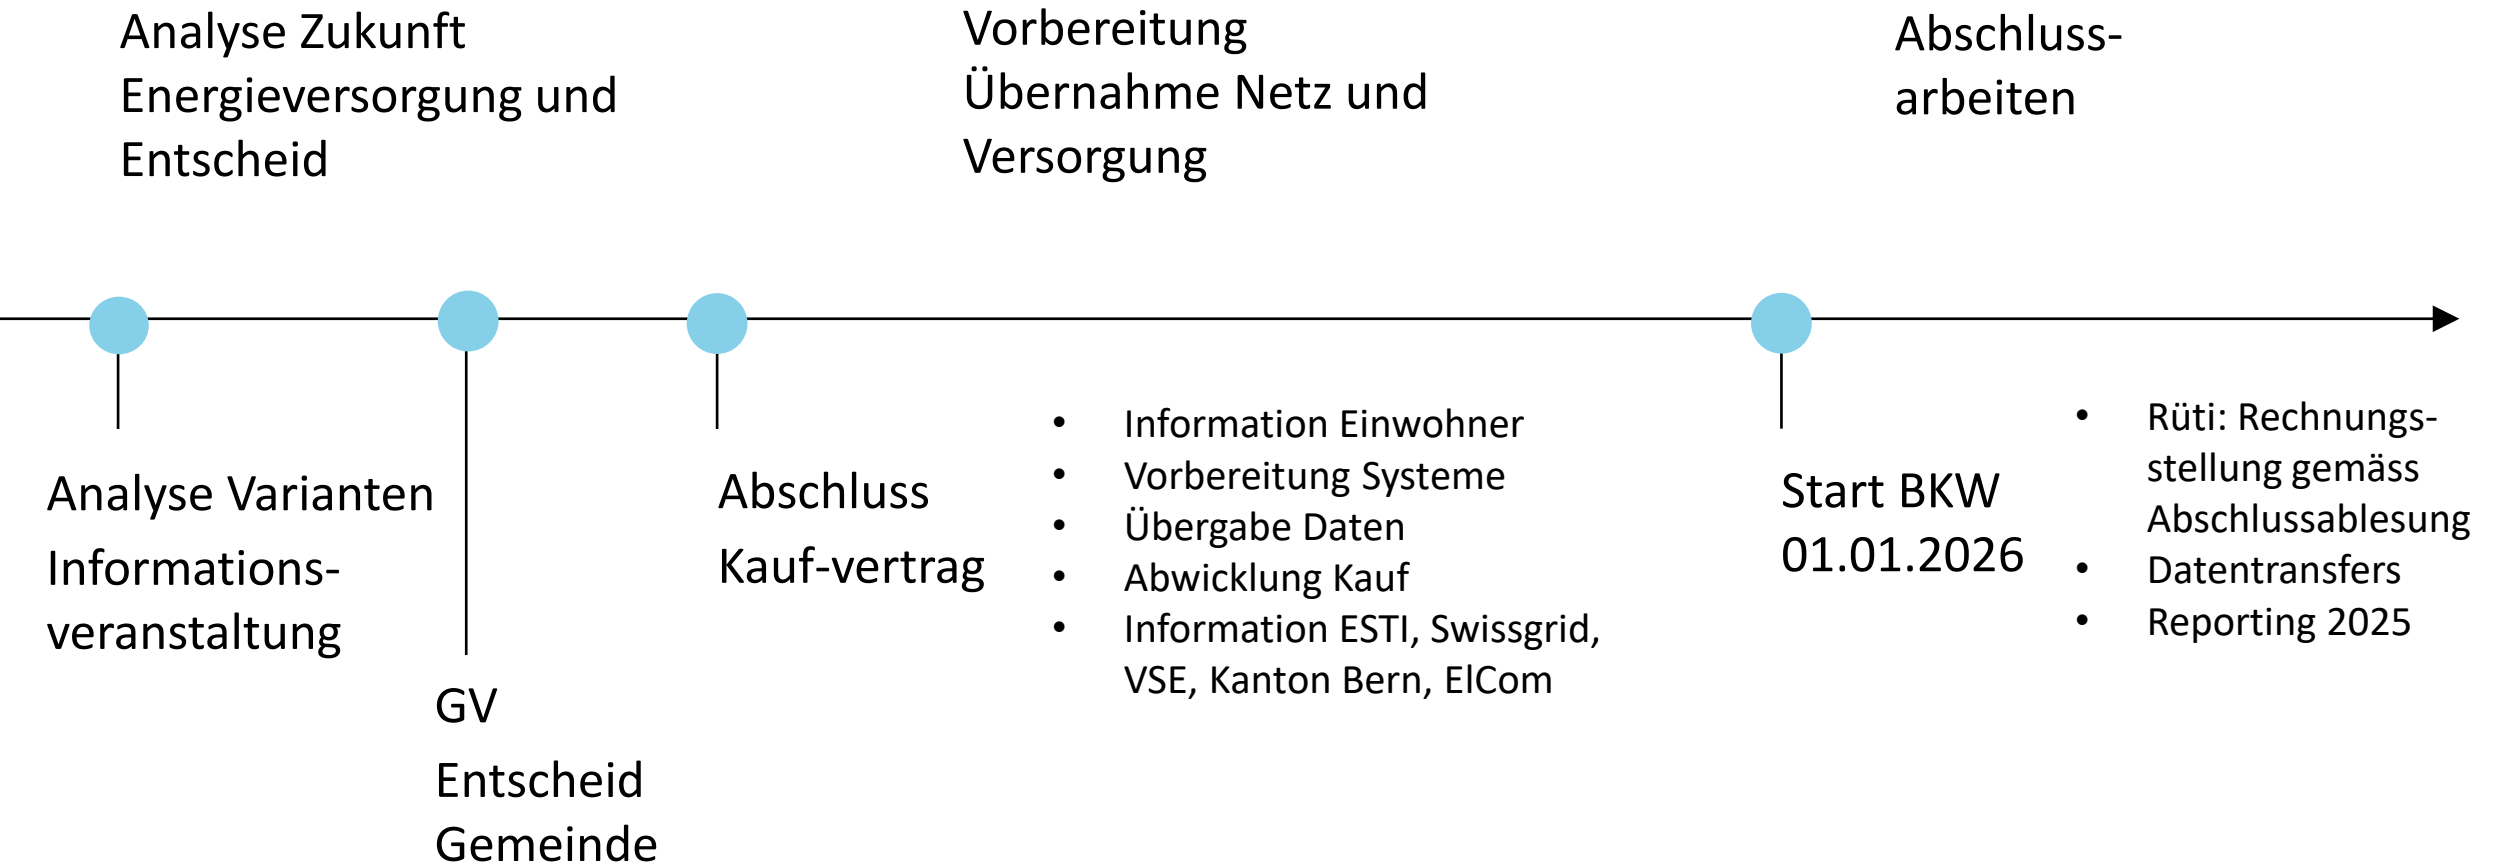 Analyse Zukunft
Energieversorgung und
Entscheid
Vorbereitung
Übernahme Netz und
Versorgung
Abschluss-
arbeiten
Analyse Varianten
Informations-
veranstaltung
GV
Entscheid
Gemeinde
Abschluss
Kauf-vertrag
• Information Einwohner
• Vorbereitung Systeme
• Übergabe Daten
• Abwicklung Kauf
• Information ESTI, Swissgrid,
VSE, Kanton Bern, ElCom
Start BKW
01.01.2026
• Rüti: Rechnungs-
stellung gemäss
Abschlussablesung
• Datentransfers
• Reporting 2025